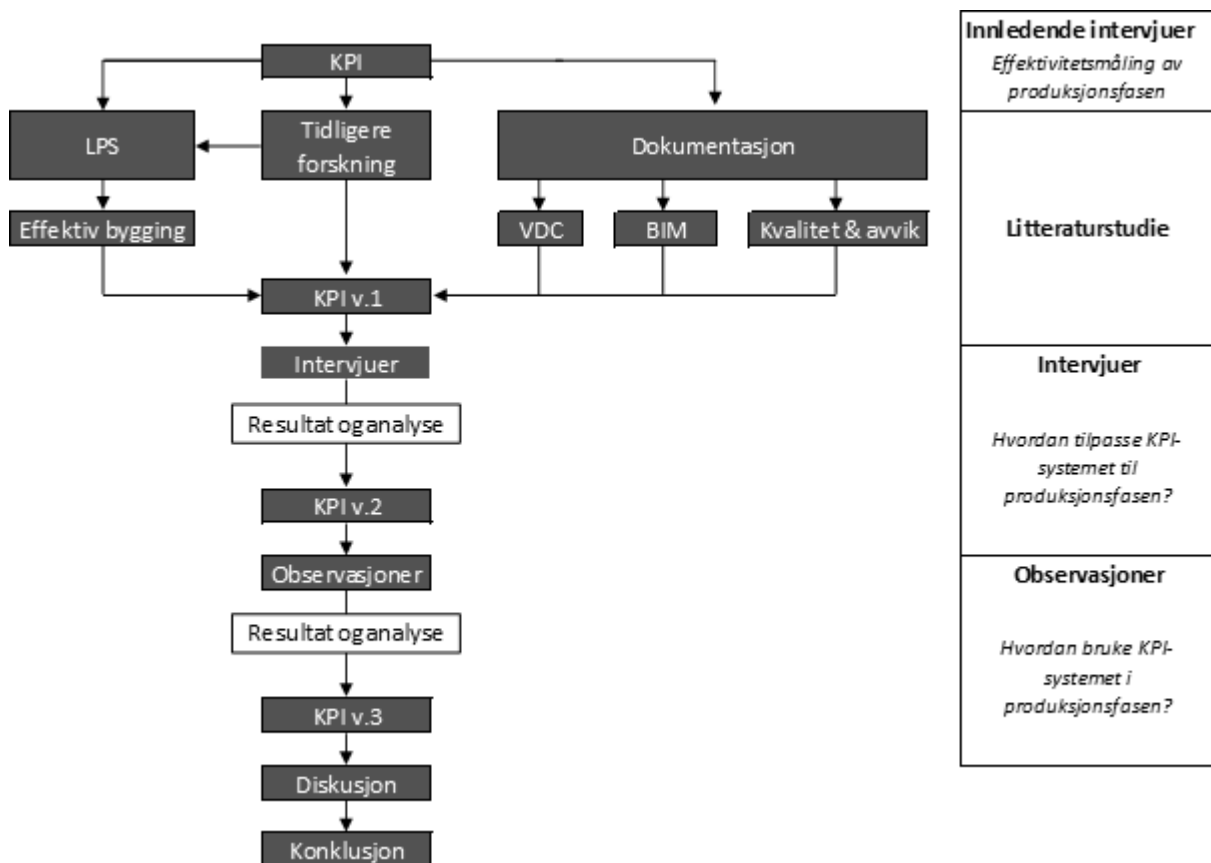 KPI
LPS
Tidligere
forskning
Dokumentasjon
Effektiv bygging
VDC
BIM
Kvalitet & avvik
KPI v.1
Intervjuer
Resultat og analyse
KPI v.2
Observasjoner
Resultat og analyse
KPI v.3
Diskusjon
Konklusjon
Innledende intervjuer
Effektivitetsmåling av
produksjonsfasen
Litteraturstudie
Intervjuer
Hvordan tilpasse KPI-
systemet til
produksjonsfasen?
Observasjoner
Hvordan bruke KPI-
systemet i
produksjonsfasen?